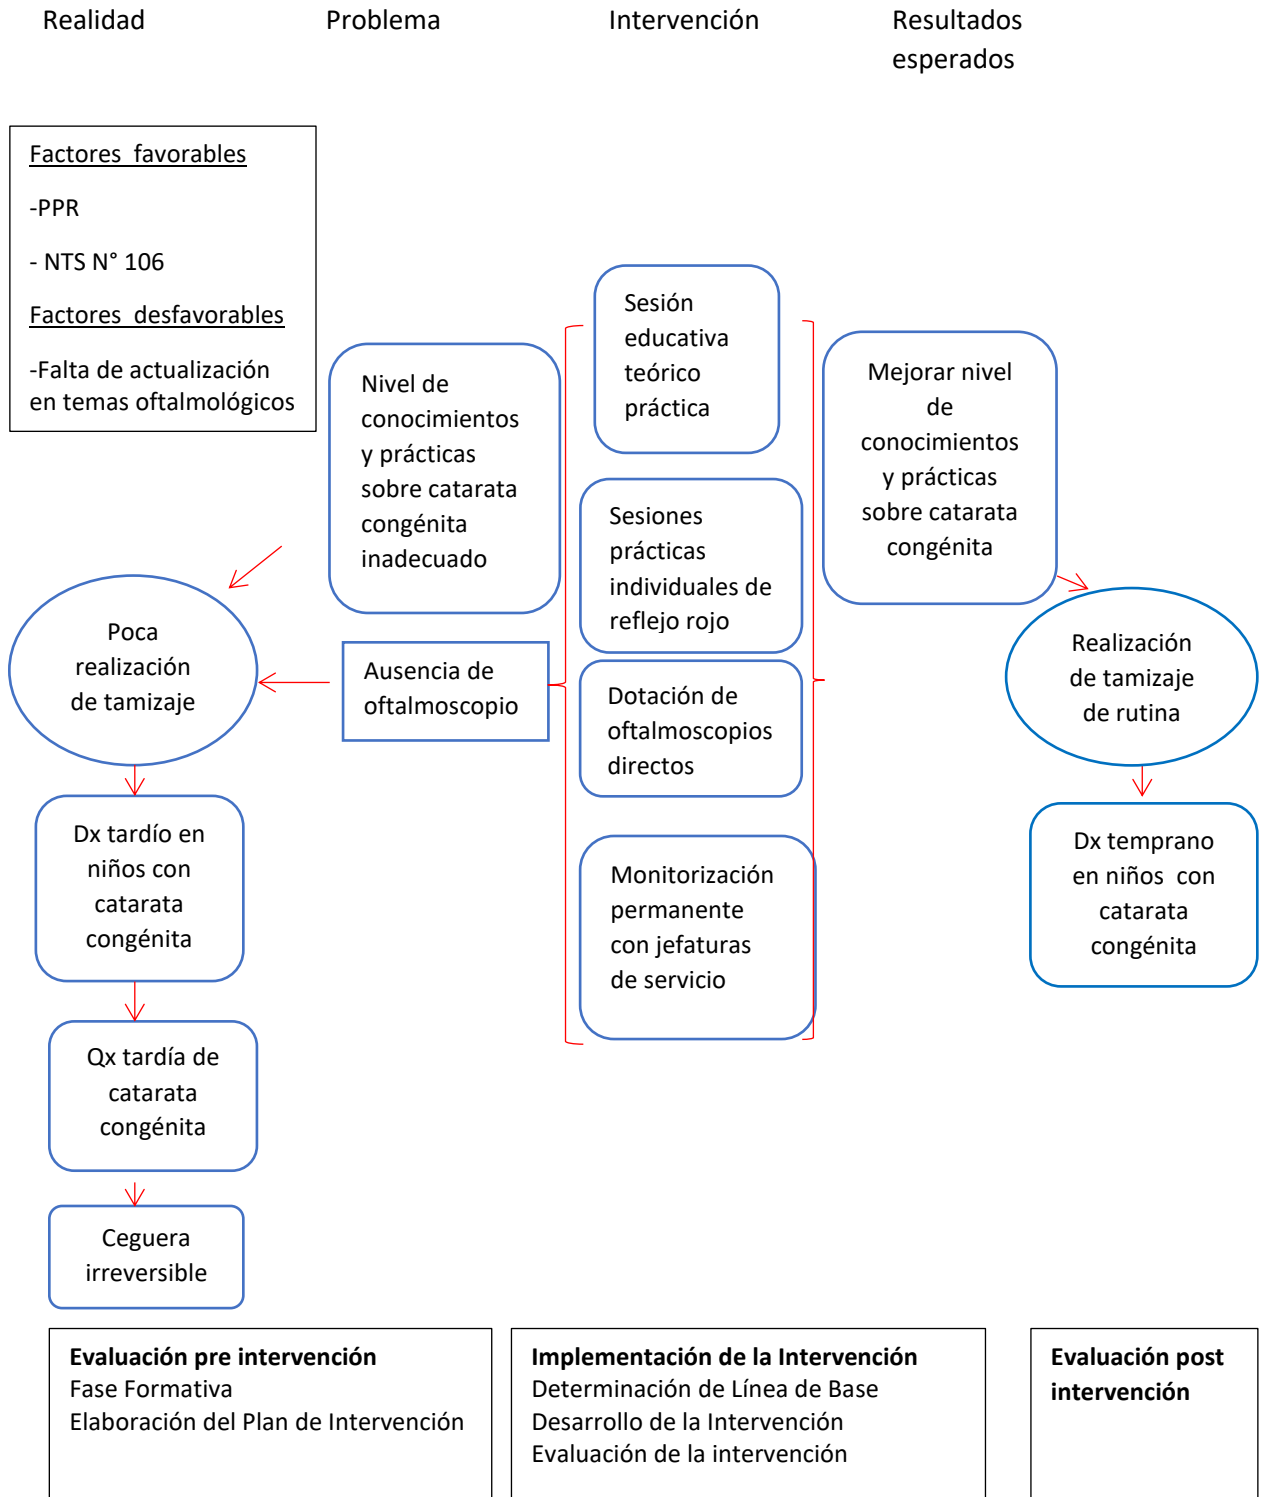 Realidad
Problema
Intervención
Resultados
esperados
Factores favorables
-PPR
- NTS N° 106
Factores desfavorables
-Falta de actualización
en temas oftalmológicos
Poca
realización
de tamizaje
Dx tardío en
niños con
catarata
congénita
Qx tardía de
catarata
congénita
Ceguera
irreversible
Nivel de
conocimientos
y prácticas
sobre catarata
congénita
inadecuado
Ausencia de
oftalmoscopio
Sesión
educativa
teórico
práctica
Sesiones
prácticas
individuales de
reflejo rojo
Dotación de
oftalmoscopios
directos
Monitorización
permanente
con jefaturas
de servicio
Mejorar nivel
de
conocimientos
y prácticas
sobre catarata
congénita
Realización
de tamizaje
de rutina
Dx temprano
en niños con
catarata
congénita
Evaluación pre intervención
Fase Formativa
Elaboración del Plan de Intervención
Implementación de la Intervención
Determinación de Línea de Base
Desarrollo de la Intervención
Evaluación de la intervención
Evaluación post
intervención